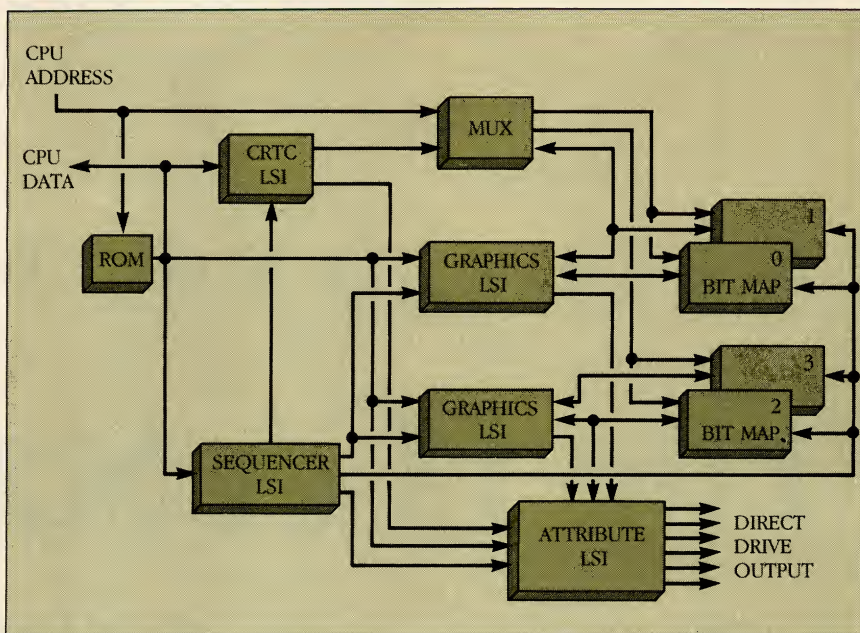 CPU
ADDRESS
MUX
CPU
DATA
CRTC
LSI
1
ROM
GRAPHICS
LSI
0
BIT MAP
3
GRAPHICS
LSI
2
BIT MAP
SEQUENCER
LSI
ATTRIBUTE
LSI
DIRECT
DRIVE
OUTPUT